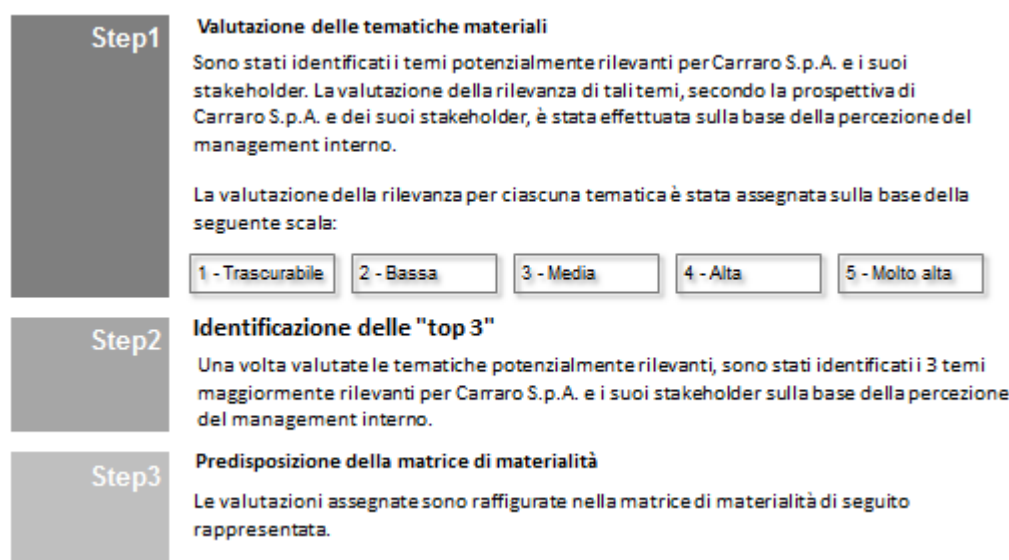 Step1
Valutazione delle tematiche materiali
Sono stati identificati i temi potenzialmente rilevanti per Carraro S.p.A. e i suoi
stakeholder. La valutazione della rilevanza di tali temi, secondo la prospettiva di
Carraro S.p.A. e dei suoi stakeholder, è stata effettuata sulla base della percezione del
management interno.
La valutazione della rilevanza per ciascuna tematica è stata assegnata sulla base della
seguente scala:
1 - Trascurabile
2 - Bassa
3 - Media
4 - Alta
5 - Molto alta
Step2
Identificazione delle "top 3"
Una volta valutate le tematiche potenzialmente rilevanti, sono stati identificati i 3 temi
maggiormente rilevanti per Carraro S.p.A. e i suoi stakeholder sulla base della percezione
del management interno.
Step3
Predisposizione della matrice di materialità
Le valutazioni assegnate sono raffigurate nella matrice di materialità di seguito
rappresentata.